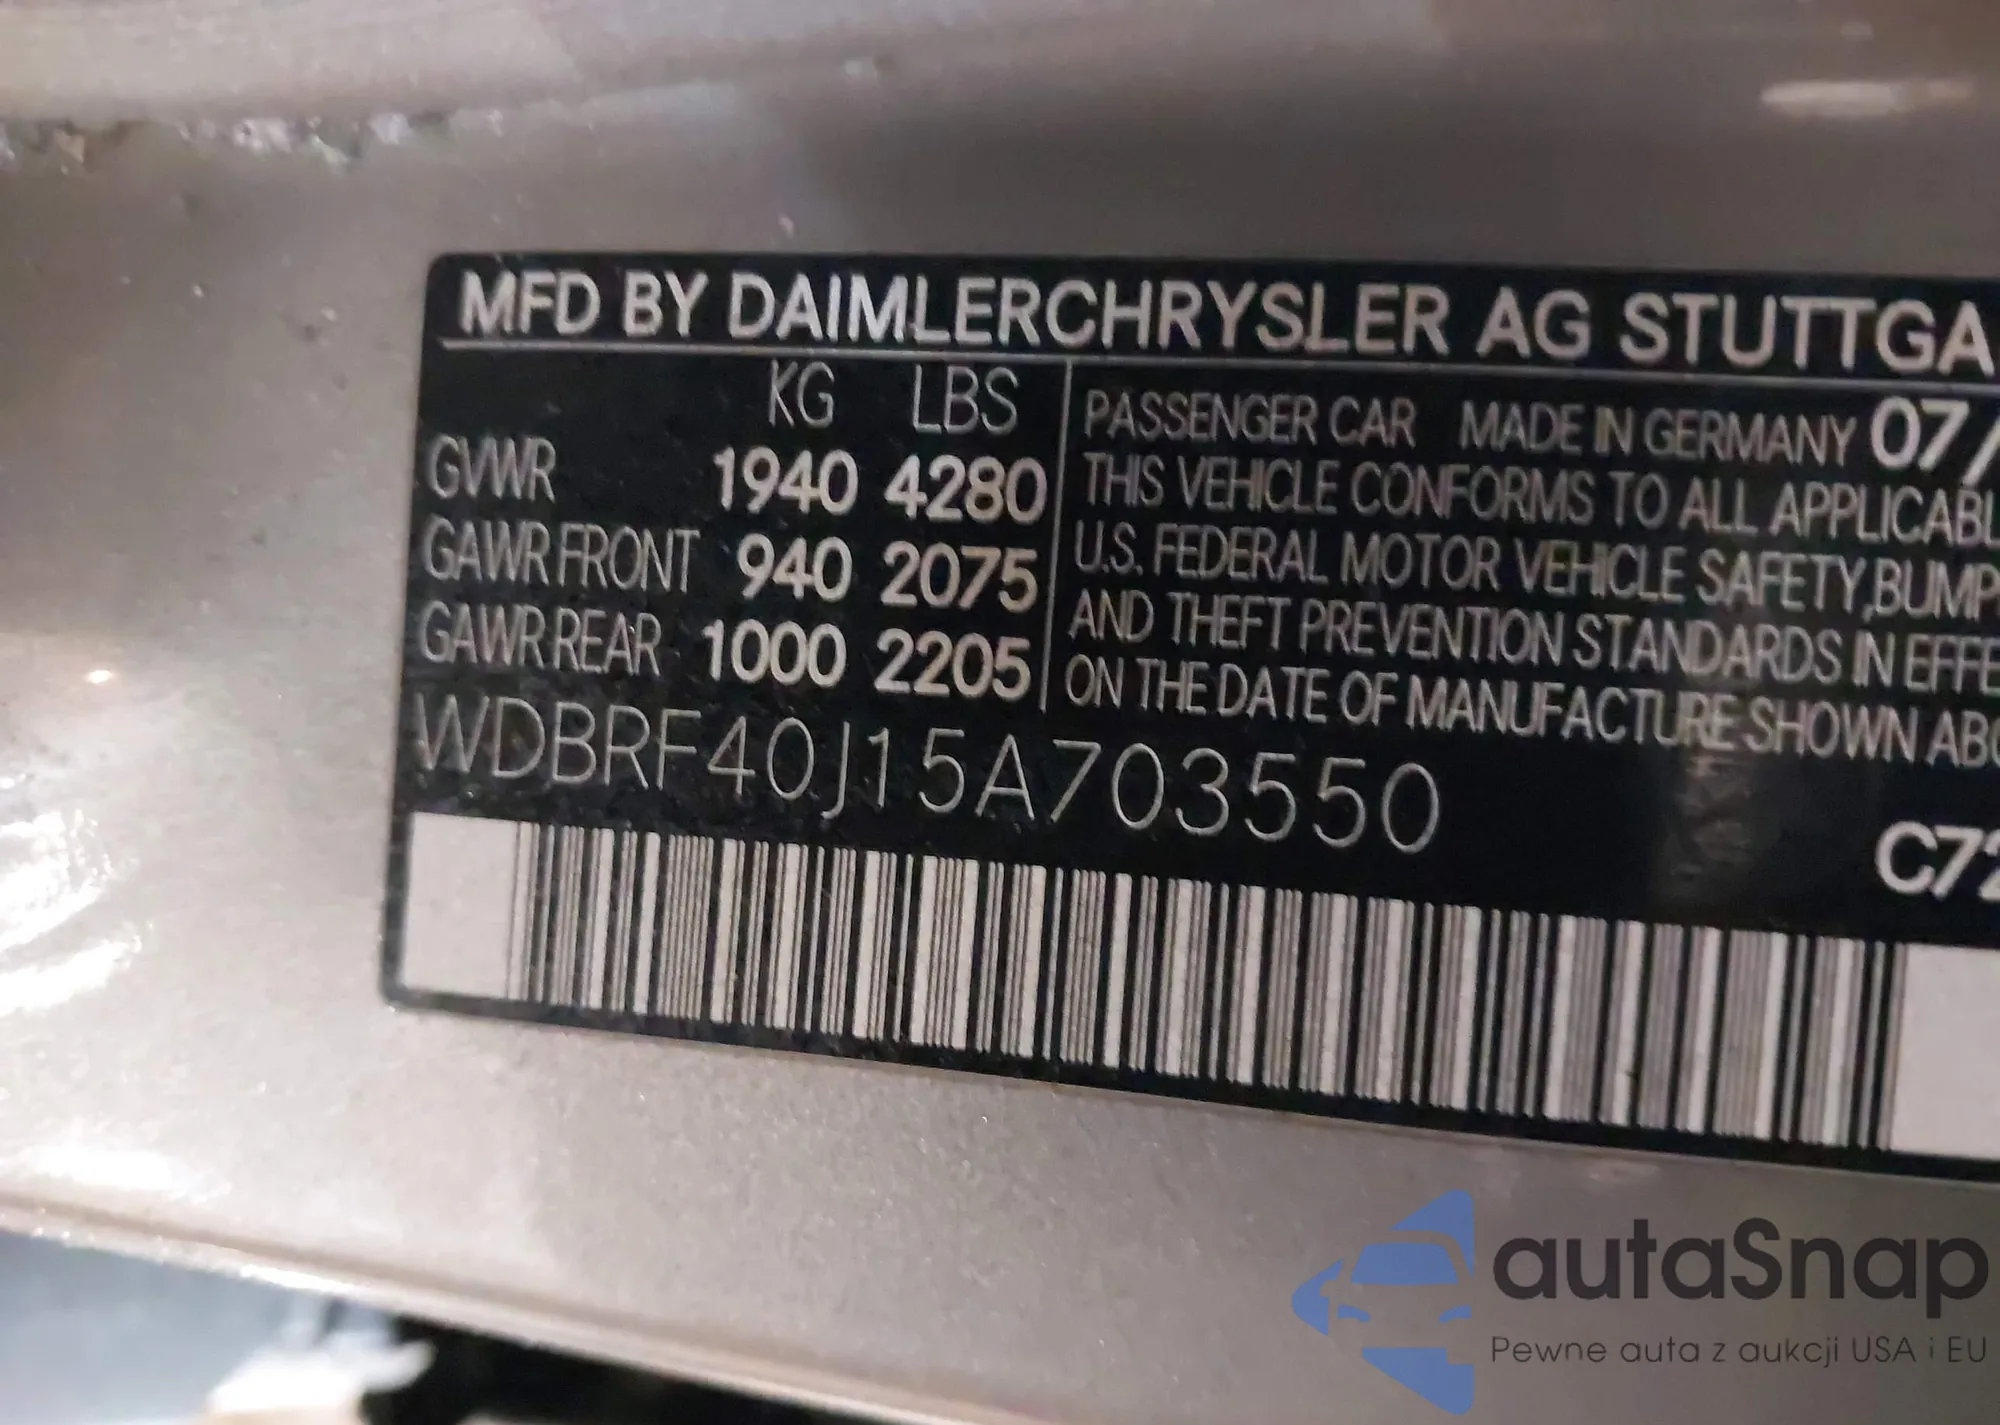 MFD BY DAIMLERCHRYSLER AG STUTTGA
KG LBS
GVWR 1940 4280
GAWR FRONT 940 2075
GAWR REAR 1000 2205
PASSENGER CAR MADE IN GERMANY 07/
THIS VEHICLE CONFORMS TO ALL APPLICABL
U.S. FEDERAL MOTOR VEHICLE SAFETY, BUMP
AND THEFT PREVENTION STANDARDS IN EFFE
ON THE DATE OF MANUFACTURE SHOWN ABO
WDBRF40J15A703550
C72
autaSnap
Pewne auta z aukcji USA i EU